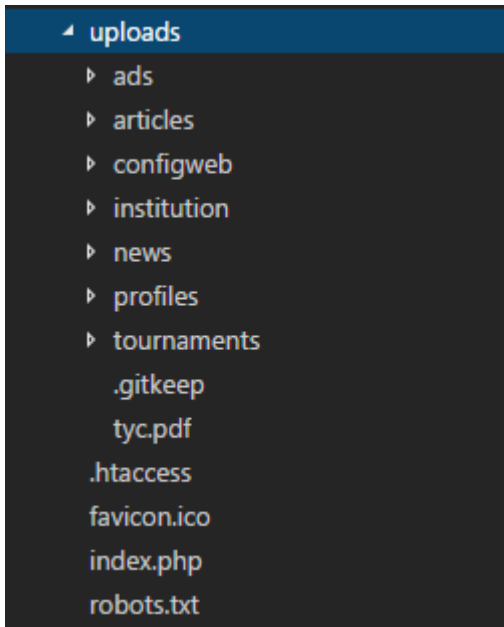 uploads
ads
articles
configweb
institution
news
profiles
tournaments
.gitkeep
tyc.pdf
.htaccess
favicon.ico
index.php
robots.txt